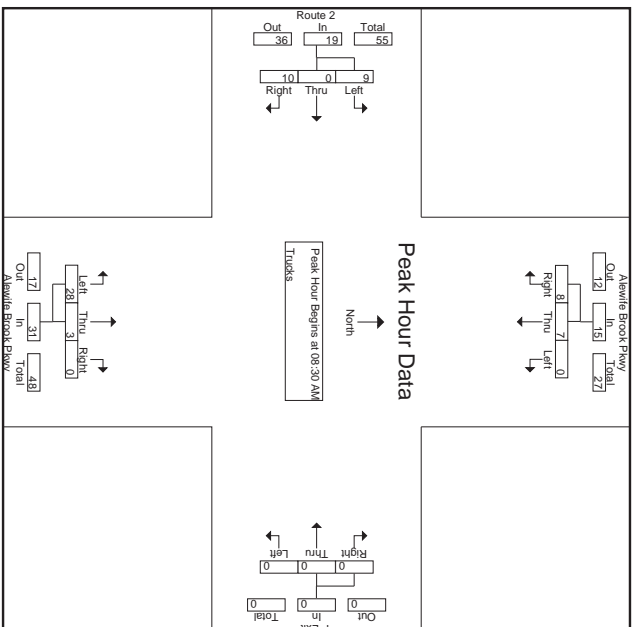 Route 2
Out In Total
36 19 55
10 0 9
Right Thru Left
Alewife Brook Pkwy
Out In Total
12 15 27
8 7 0
Right Thru Left
Peak Hour Data
North
Peak Hour Begins at 08:30 AM
Trucks
Left Thru Right
28 3 0
17 31 48
Out In Total
Alewife Brook Pkwy
Left Thru Right
0 0 0
0 0 0
Total In Out